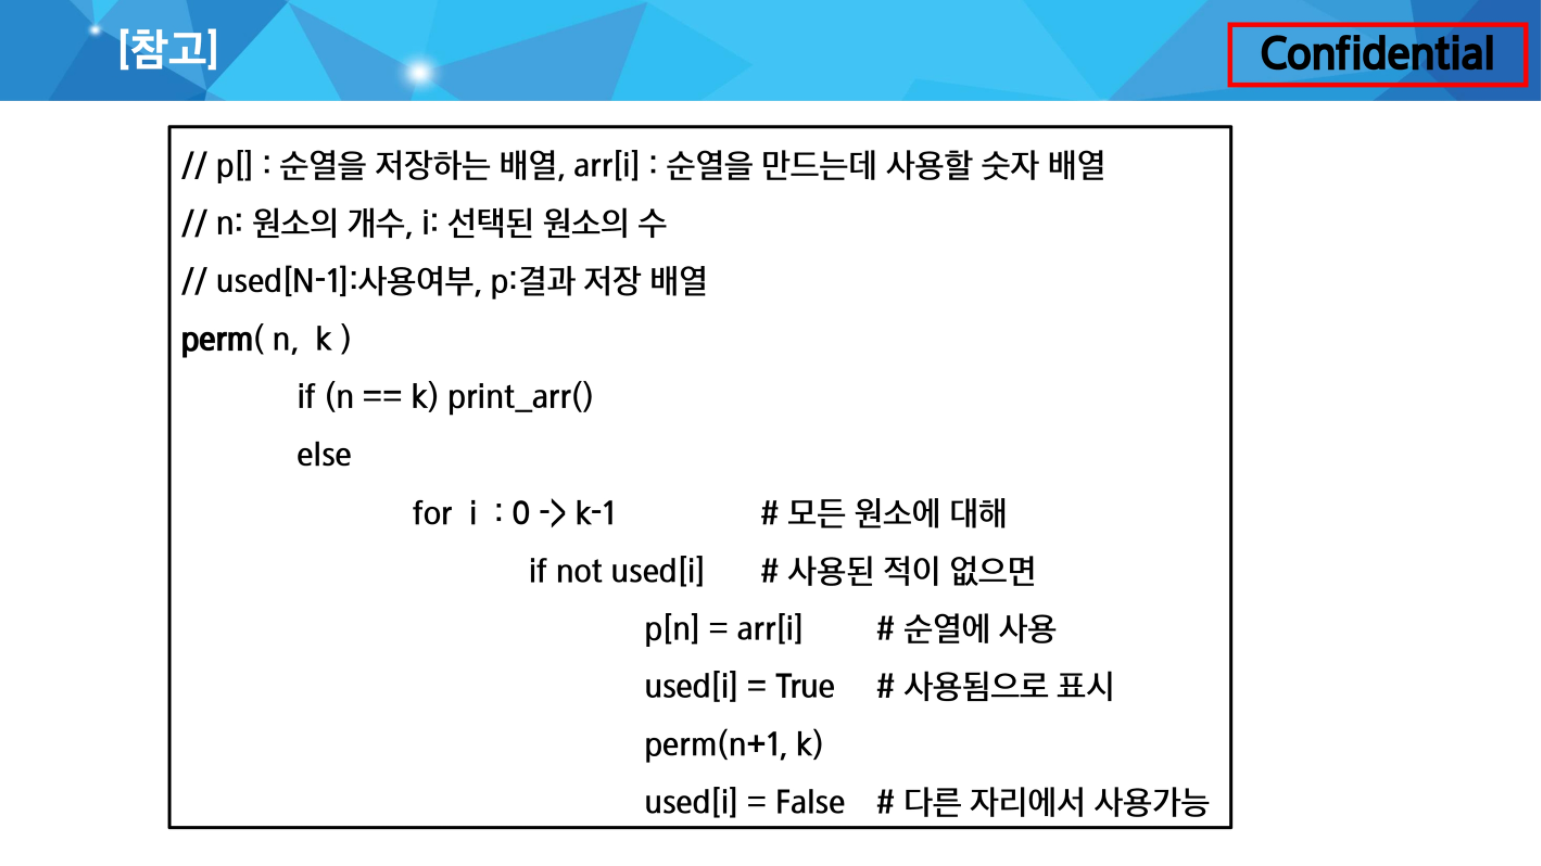 [참고]
Confidential
// p[] : 순열을 저장하는 배열, arr[i] : 순열을 만드는데 사용할 숫자 배열
// n: 원소의 개수, i: 선택된 원소의 수
// used[N-1]:사용여부, p:결과 저장 배열
perm( n, k )
if (n == k) print_arr()
else
for i : 0 -> k-1 # 모든 원소에 대해
if not used[i] # 사용된 적이 없으면
p[n] = arr[i] # 순열에 사용
used[i] = True # 사용됨으로 표시
perm(n+1, k)
used[i] = False # 다른 자리에서 사용가능